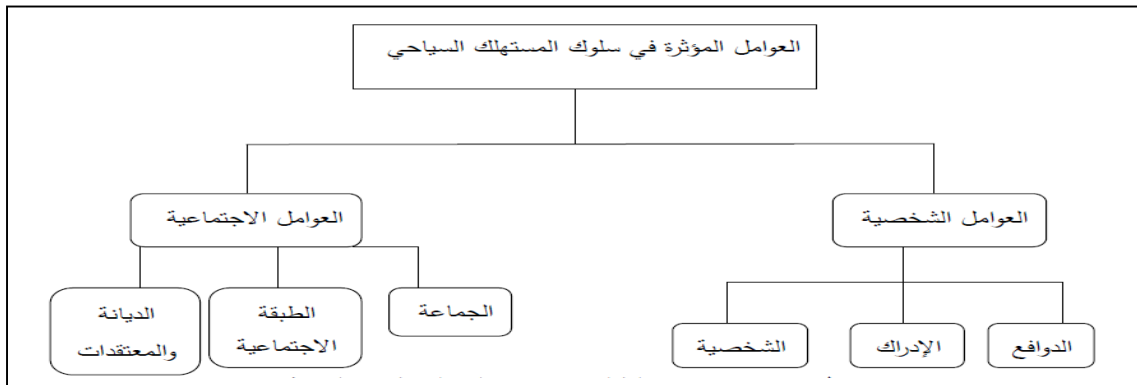 العوامل المؤثرة في سلوك المستهلك السياحي
العوامل الشخصية
العوامل الاجتماعية
الدوافع
الإدراك
الشخصية
الجماعة
الطبقة
الاجتماعية
الديانة
والمعتقدات